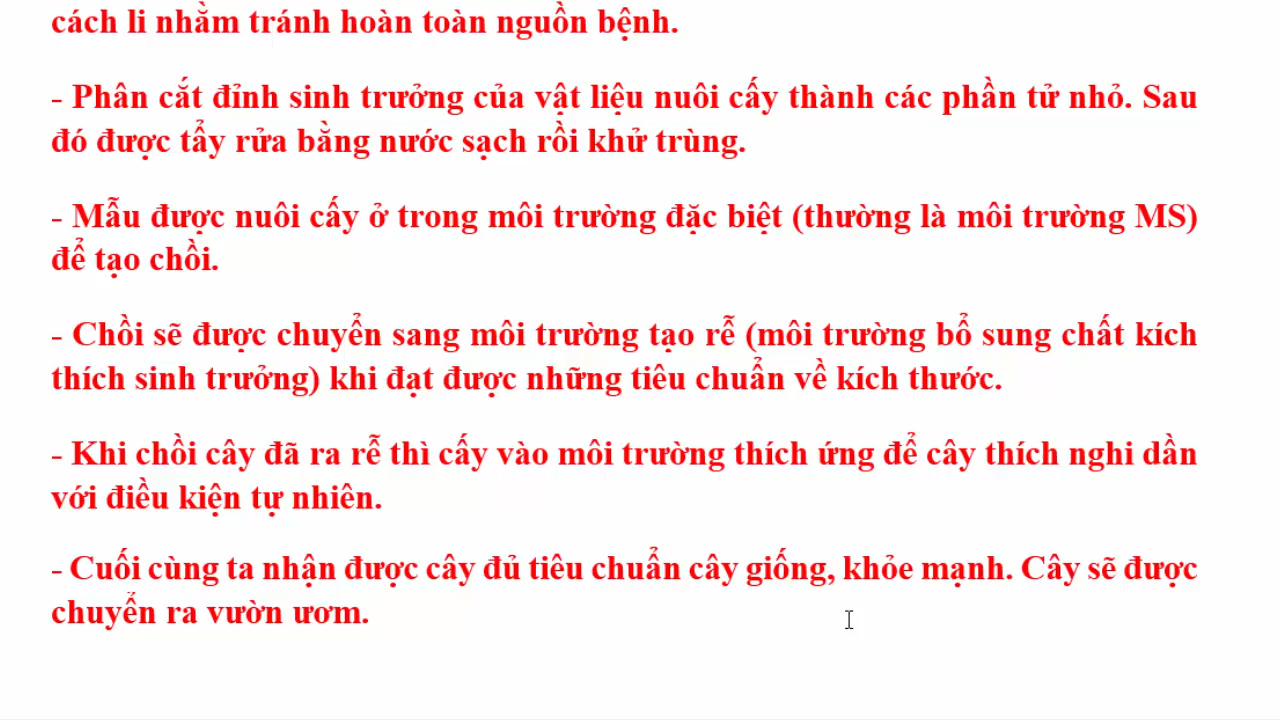 cách li nhằm tránh hoàn toàn nguồn bệnh.
- Phân cắt đỉnh sinh trưởng của vật liệu nuôi cấy thành các phần tử nhỏ. Sau
đó được tẩy rửa bằng nước sạch rồi khử trùng.
- Mẫu được nuôi cấy ở trong môi trường đặc biệt (thường là môi trường MS)
để tạo chồi.
- Chồi sẽ được chuyển sang môi trường tạo rễ (môi trường bổ sung chất kích
thích sinh trưởng) khi đạt được những tiêu chuẩn về kích thước.
- Khi chồi cây đã ra rễ thì cấy vào môi trường thích ứng để cây thích nghi dần
với điều kiện tự nhiên.
- Cuối cùng ta nhận được cây đủ tiêu chuẩn cây giống, khỏe mạnh. Cây sẽ được
chuyển ra vườn ươm.